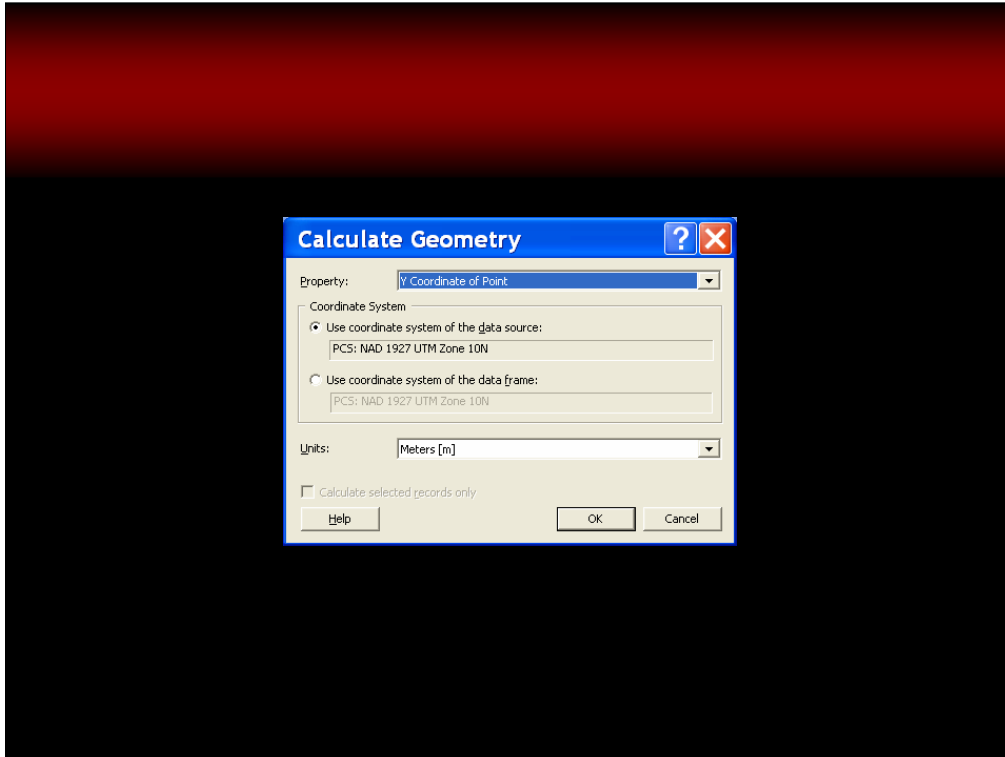 Calculate Geometry
Property: Y Coordinate of Point
Coordinate System
Use coordinate system of the data source:
PCS: NAD 1927 UTM Zone 10N
Use coordinate system of the data frame:
PCS: NAD 1927 UTM Zone 10N
Units: Meters [m]
Calculate selected records only
Help OK Cancel